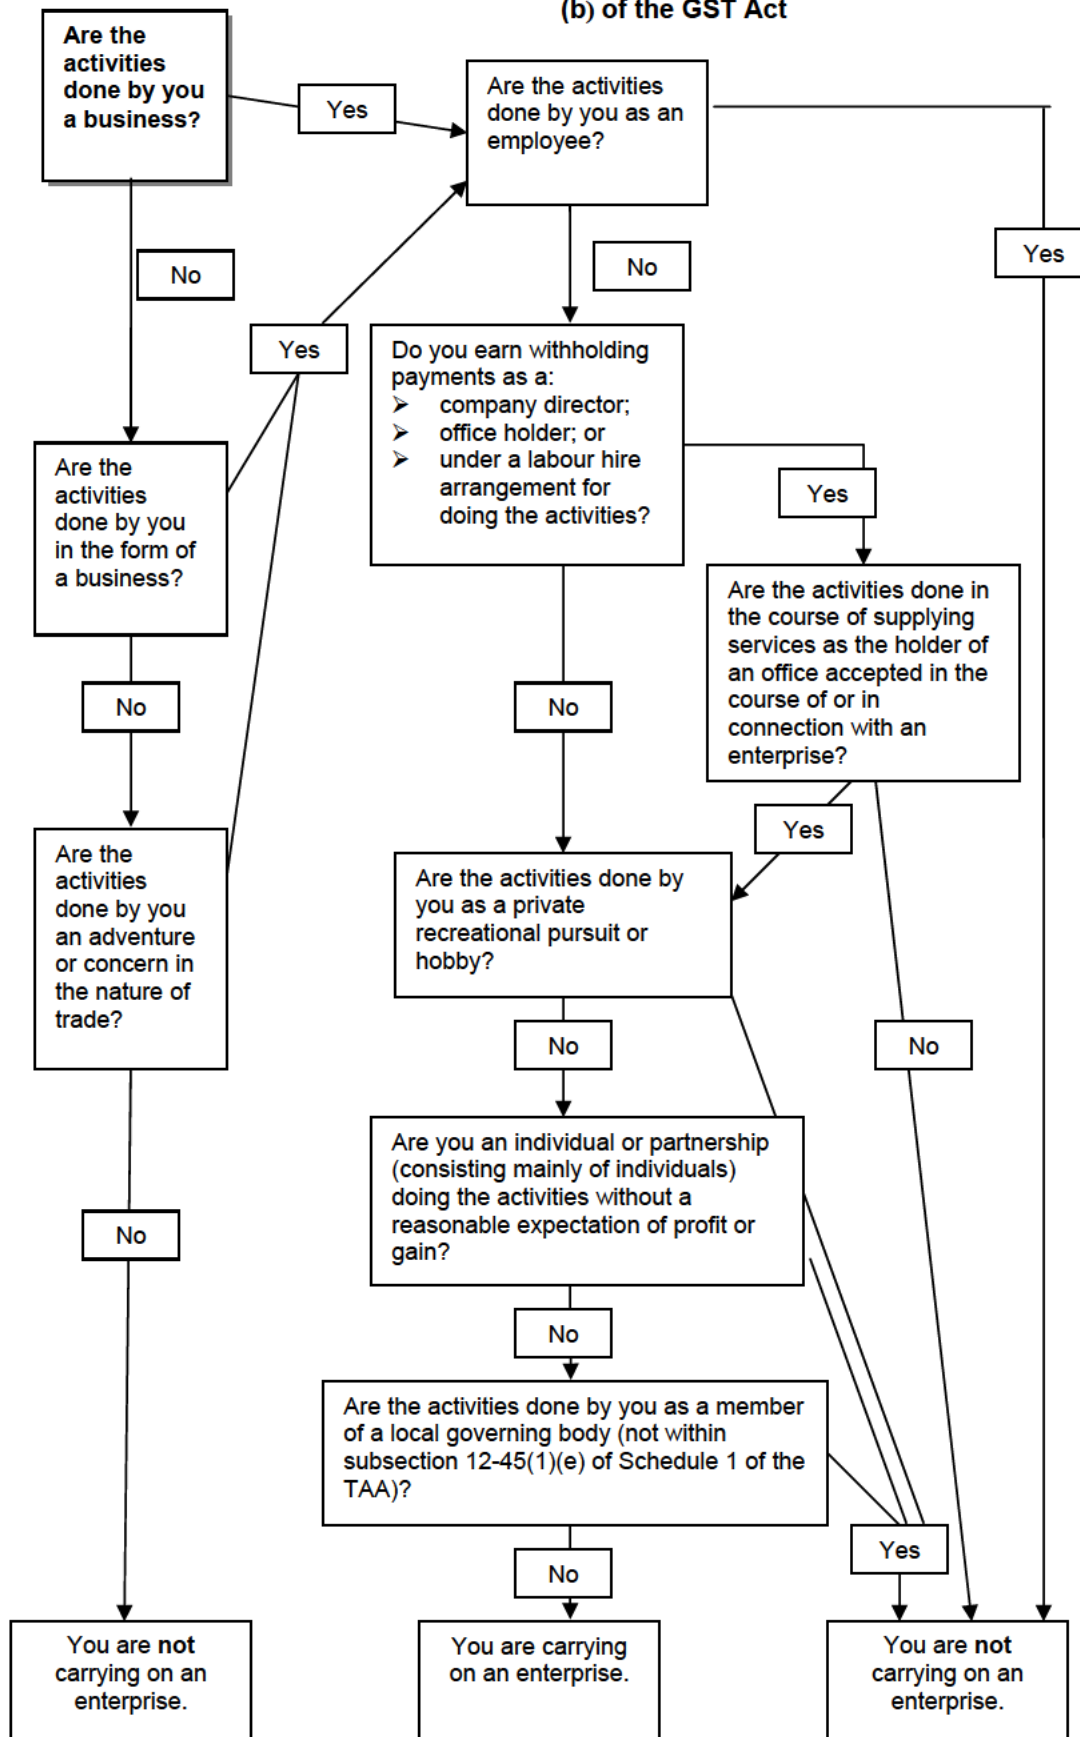 (b) of the GST Act
Are the
activities
done by you
a business?
Yes
Are the activities
done by you as an
employee?
Yes
No
No
Yes
Do you earn withholding
payments as a:
➢ company director;
➢ office holder; or
➢ under a labour hire
arrangement for
doing the activities?
Are the
activities
done by you
in the form of
a business?
Yes
Are the activities done in
the course of supplying
services as the holder of
an office accepted in the
course of or in
connection with an
enterprise?
No
No
Yes
Are the
activities
done by you
an adventure
or concern in
the nature of
trade?
Are the activities done by
you as a private
recreational pursuit or
hobby?
No
No
Are you an individual or partnership
(consisting mainly of individuals)
doing the activities without a
reasonable expectation of profit or
gain?
No
No
Are the activities done by you as a member
of a local governing body (not within
subsection 12-45(1)(e) of Schedule 1 of the
TAA)?
Yes
No
You are not
carrying on an
enterprise.
You are carrying
on an enterprise.
You are not
carrying on an
enterprise.